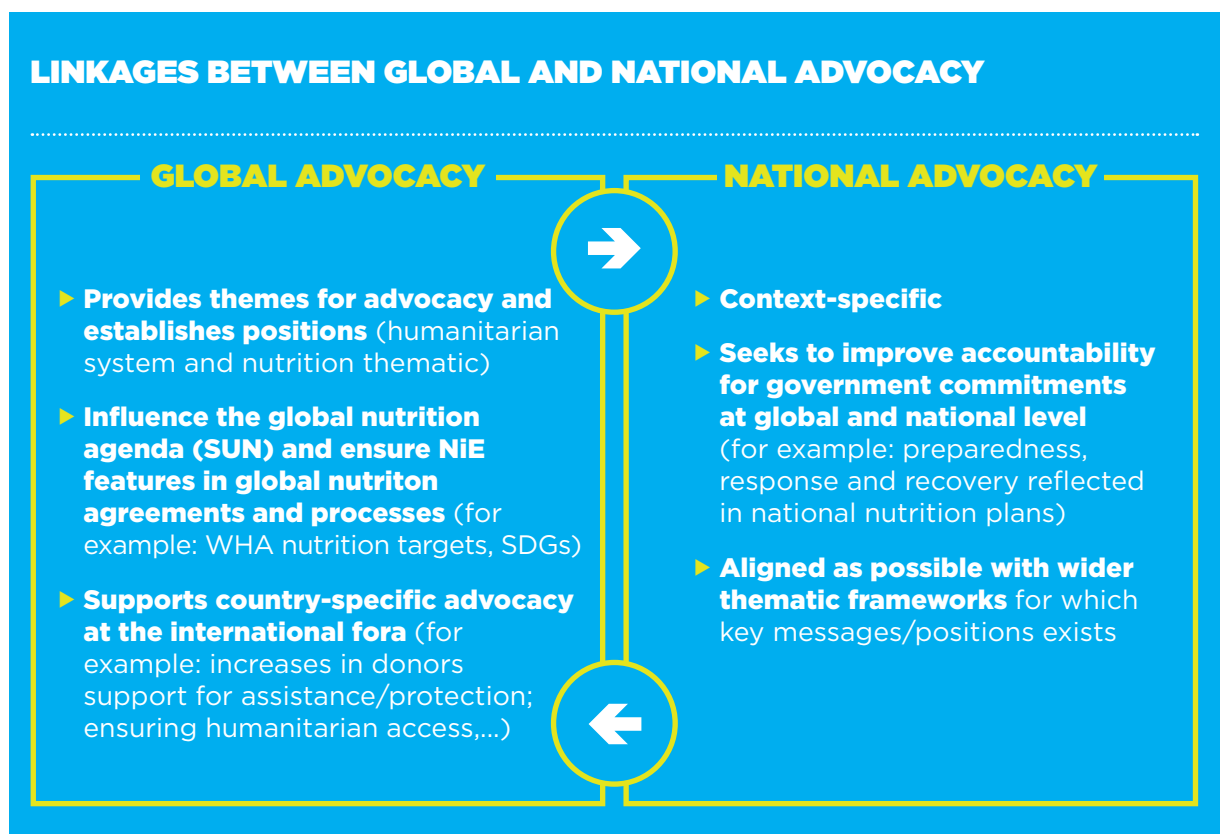 LINKAGES BETWEEN GLOBAL AND NATIONAL ADVOCACY
GLOBAL ADVOCACY
▶ Provides themes for advocacy and
establishes positions (humanitarian
system and nutrition thematic)
▶ Influence the global nutrition
agenda (SUN) and ensure NiE
features in global nutriton
agreements and processes (for
example: WHA nutrition targets, SDGs)
▶ Supports country-specific advocacy
at the international fora (for
example: increases in donors
support for assistance/protection;
ensuring humanitarian access,...)
NATIONAL ADVOCACY
▶ Context-specific
▶ Seeks to improve accountability
for government commitments
at global and national level
(for example: preparedness,
response and recovery reflected
in national nutrition plans)
▶ Aligned as possible with wider
thematic frameworks for which
key messages/positions exists